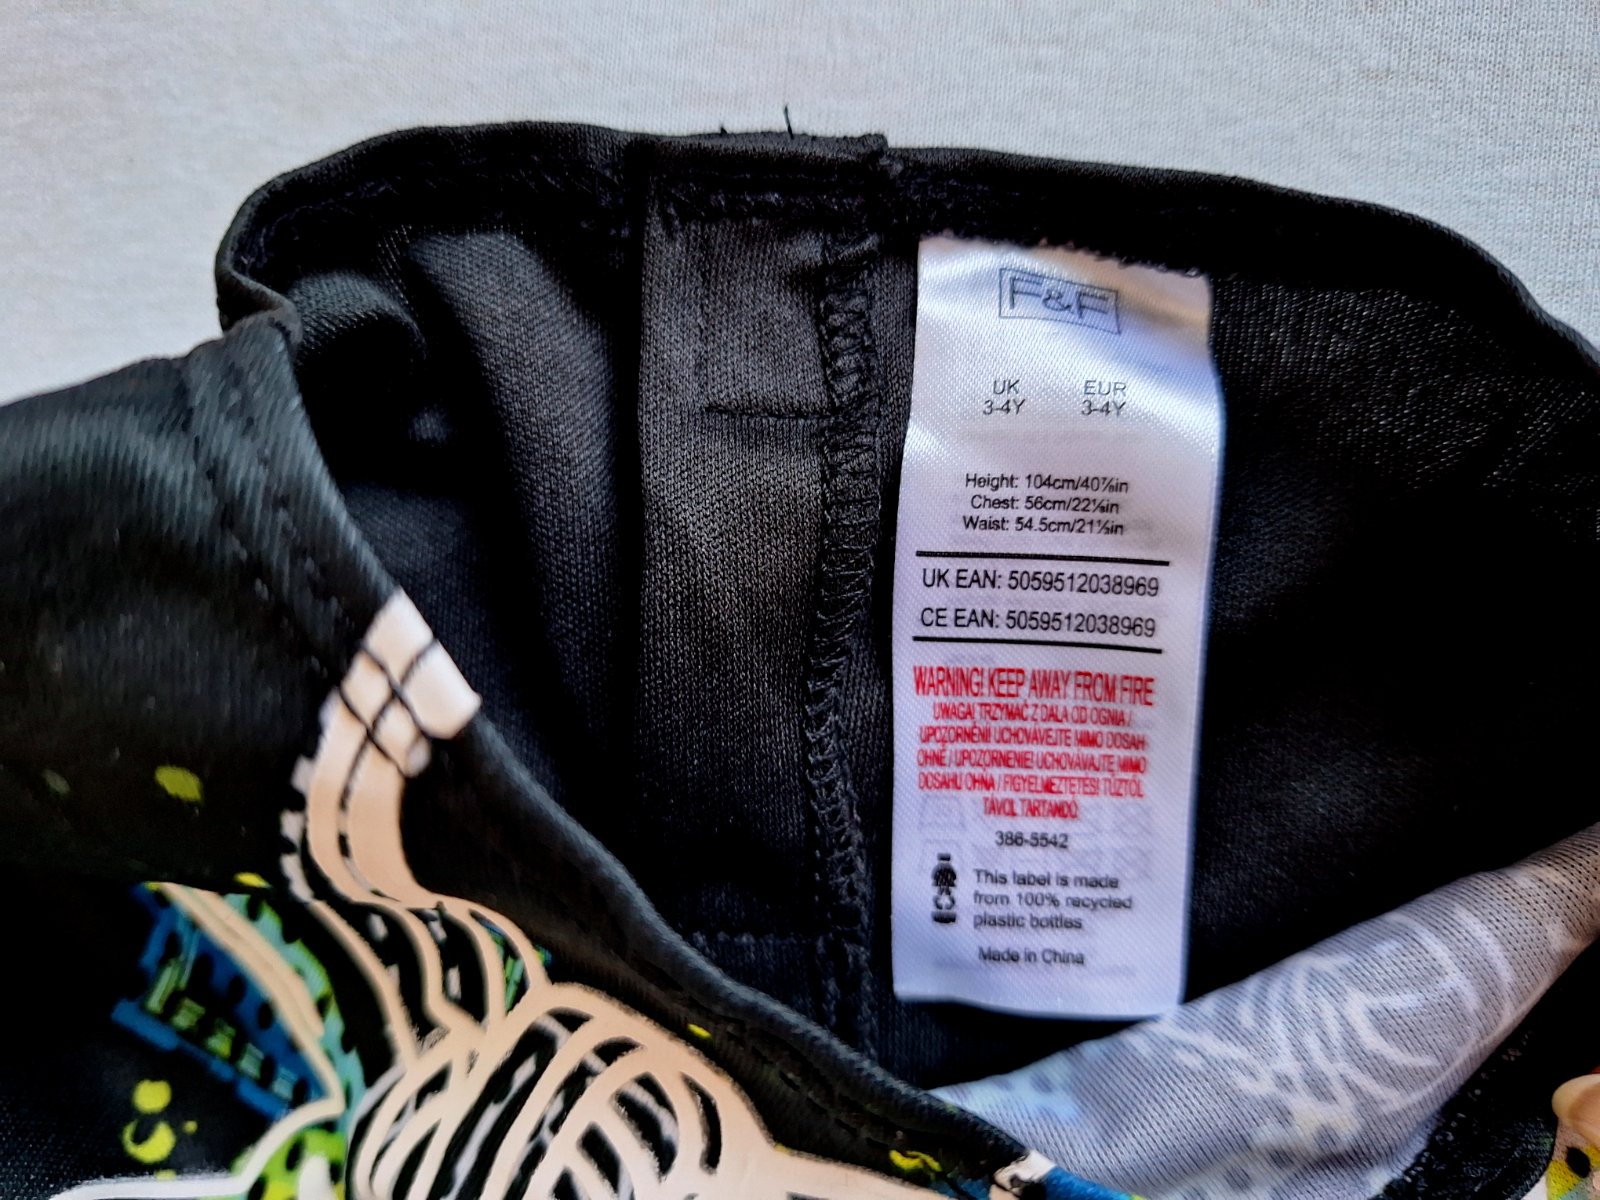 F&F
UK EUR
3-4Y 3-4Y
Height: 104cm/40⅞in
Chest: 56cm/22⅛in
Waist: 54.5cm/21½in
UK EAN: 5059512038969
CE EAN: 5059512038969
WARNING! KEEP AWAY FROM FIRE
UWAGA! TRZYMAĆ Z DALA OD OGNIA /
UPOZORNĚNÍ! UCHOVÁVEJTE MIMO DOSAH
OHNĚ / UPOZORNENIE! UCHOVÁVAJTE MIMO
DOSAHU OHŇA / FIGYELMEZTETÉS! TŰZTŐL
TÁVOL TARTANDÓ
386-5542
This label is made
from 100% recycled
plastic bottles
Made in China